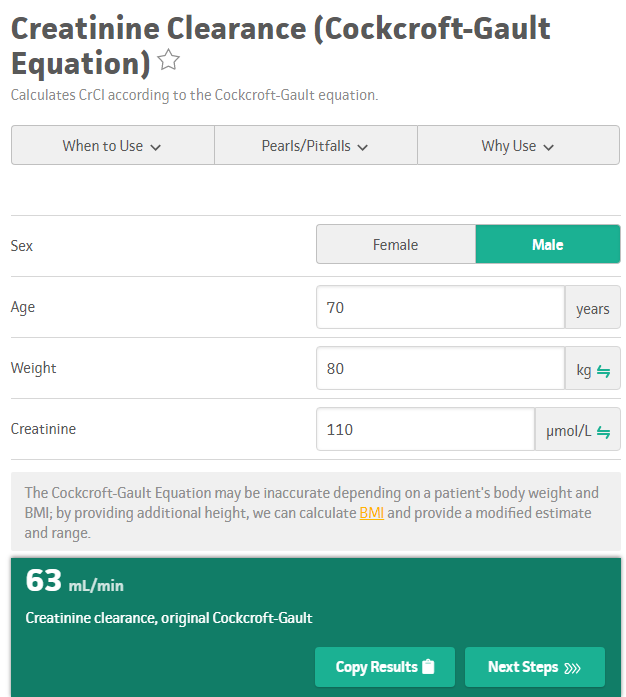 Creatinine Clearance (Cockcroft-Gault
Equation)
Calculates CrCl according to the Cockcroft-Gault equation.
When to Use
Pearls/Pitfalls
Why Use
Sex
Female
Male
Age
70
years
Weight
80
kg
Creatinine
110
µmol/L
The Cockcroft-Gault Equation may be inaccurate depending on a patient's body weight and
BMI; by providing additional height, we can calculate BMI and provide a modified estimate
and range.
63 mL/min
Creatinine clearance, original Cockcroft-Gault
Copy Results
Next Steps